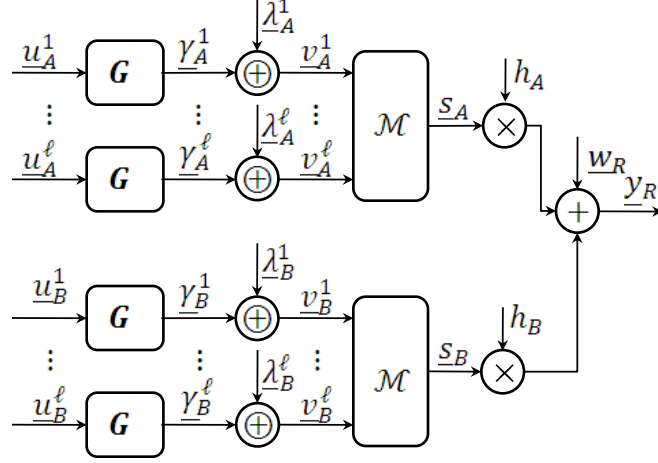 λ_A^1
u_A^1 G γ_A^1 ⊕ v_A^1
⋮ ⋮ λ_A^ℓ ⋮
u_A^ℓ G γ_A^ℓ ⊕ v_A^ℓ
ℳ s_A h_A ×
w_R
+ y_R
λ_B^1
u_B^1 G γ_B^1 ⊕ v_B^1
⋮ ⋮ λ_B^ℓ ⋮
u_B^ℓ G γ_B^ℓ ⊕ v_B^ℓ
ℳ s_B h_B ×